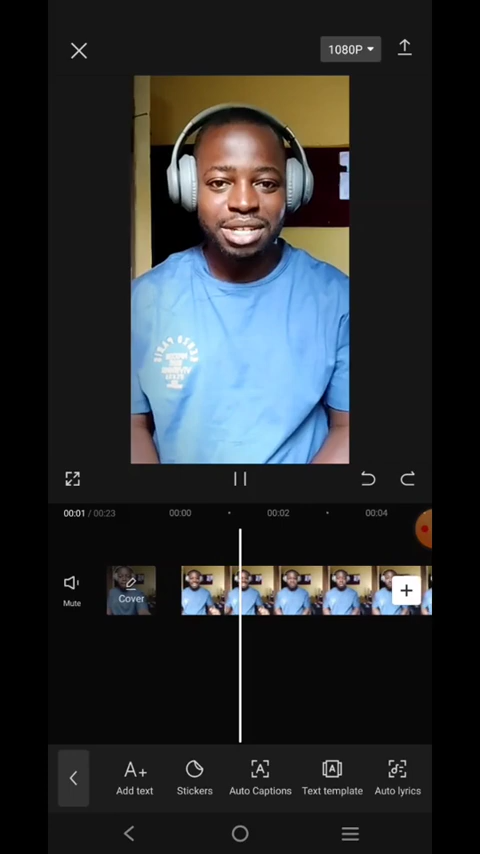 1080P
00:01 / 00:23
00:00
00:02
00:04
Mute
Cover
Add text
Stickers
Auto Captions
Text template
Auto lyrics